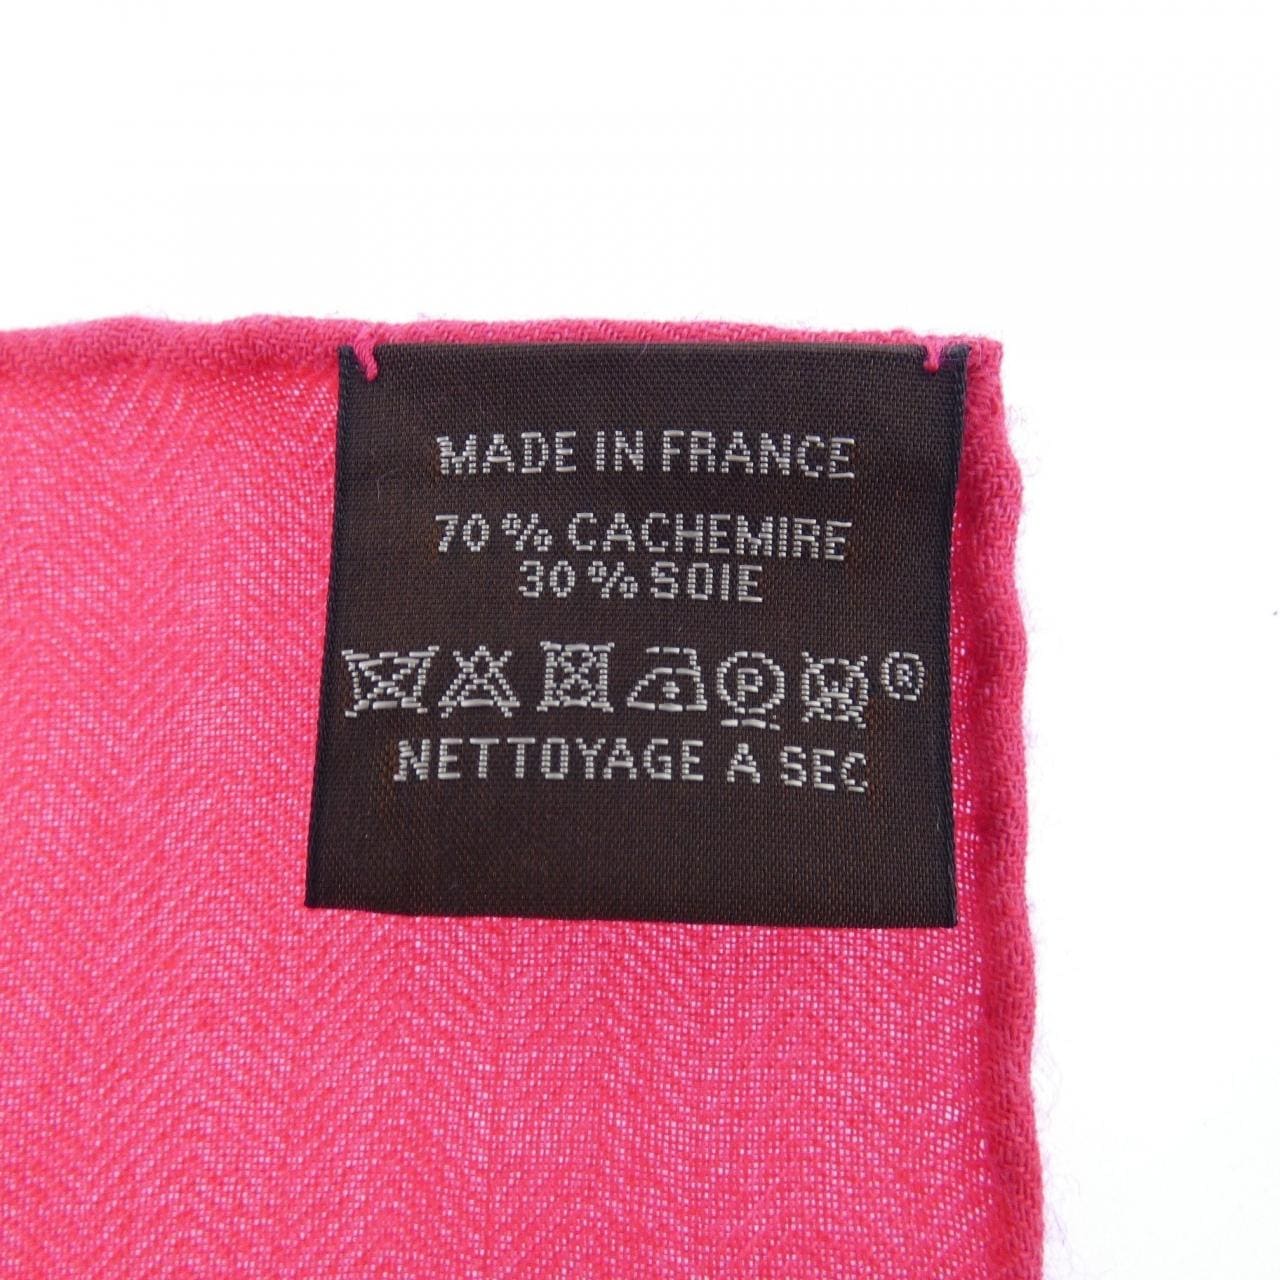 MADE IN FRANCE
70 % CACHEMIRE
30 % SOIE
P W ®
NETTOYAGE A SEC